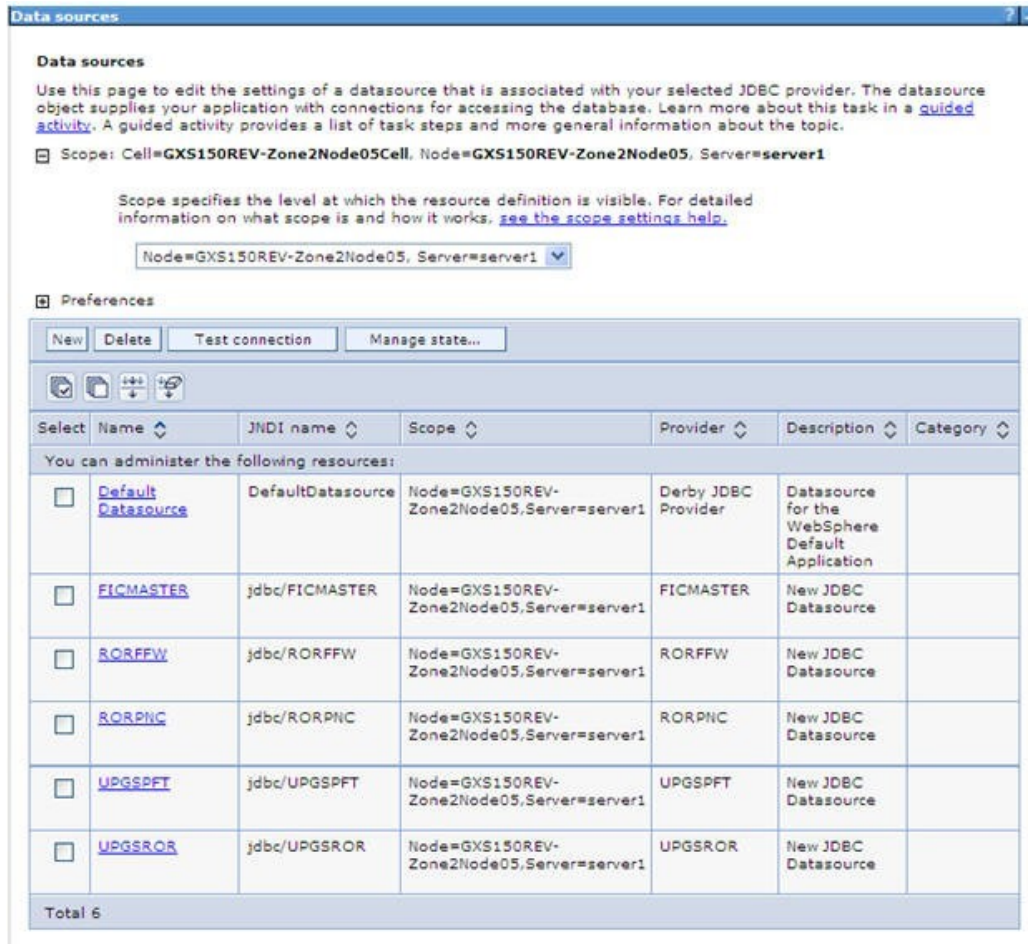 Data sources
?
Data sources
Use this page to edit the settings of a datasource that is associated with your selected JDBC provider. The datasource
object supplies your application with connections for accessing the database. Learn more about this task in a guided
activity. A guided activity provides a list of task steps and more general information about the topic.
Scope: Cell=GXS150REV-Zone2Node05Cell, Node=GXS150REV-Zone2Node05, Server=server1
Scope specifies the level at which the resource definition is visible. For detailed
information on what scope is and how it works, see the scope settings help.
Node=GXS150REV-Zone2Node05, Server=server1
Preferences
New Delete Test connection Manage state...
Select Name JNDI name Scope Provider Description Category
You can administer the following resources:
Default DefaultDatasource Node=GXS150REV- Derby JDBC Datasource
Datasource Zone2Node05,Server=server1 Provider for the
WebSphere
Default
Application
FICMASTER jdbc/FICMASTER Node=GXS150REV- FICMASTER New JDBC
Zone2Node05,Server=server1 Datasource
RORFFW jdbc/RORFFW Node=GXS150REV- RORFFW New JDBC
Zone2Node05,Server=server1 Datasource
RORPNC jdbc/RORPNC Node=GXS150REV- RORPNC New JDBC
Zone2Node05,Server=server1 Datasource
UPGSPFT jdbc/UPGSPFT Node=GXS150REV- UPGSPFT New JDBC
Zone2Node05,Server=server1 Datasource
UPGSROR jdbc/UPGSROR Node=GXS150REV- UPGSROR New JDBC
Zone2Node05,Server=server1 Datasource
Total 6